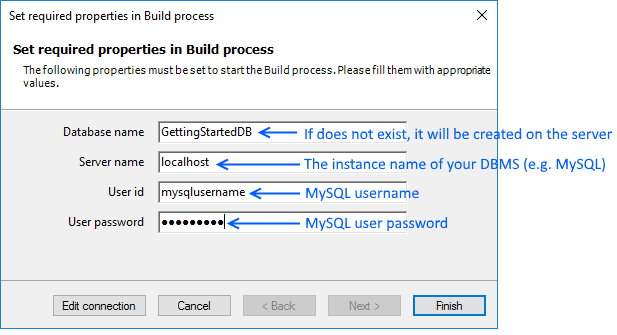 Set required properties in Build process
Set required properties in Build process
The following properties must be set to start the Build process. Please fill them with appropriate
values.
Database name GettingStartedDB If does not exist, it will be created on the server
Server name localhost The instance name of your DBMS (e.g. MySQL)
User id mysqlusername MySQL username
User password ●●●●●●●●● MySQL user password
Edit connection Cancel < Back Next > Finish